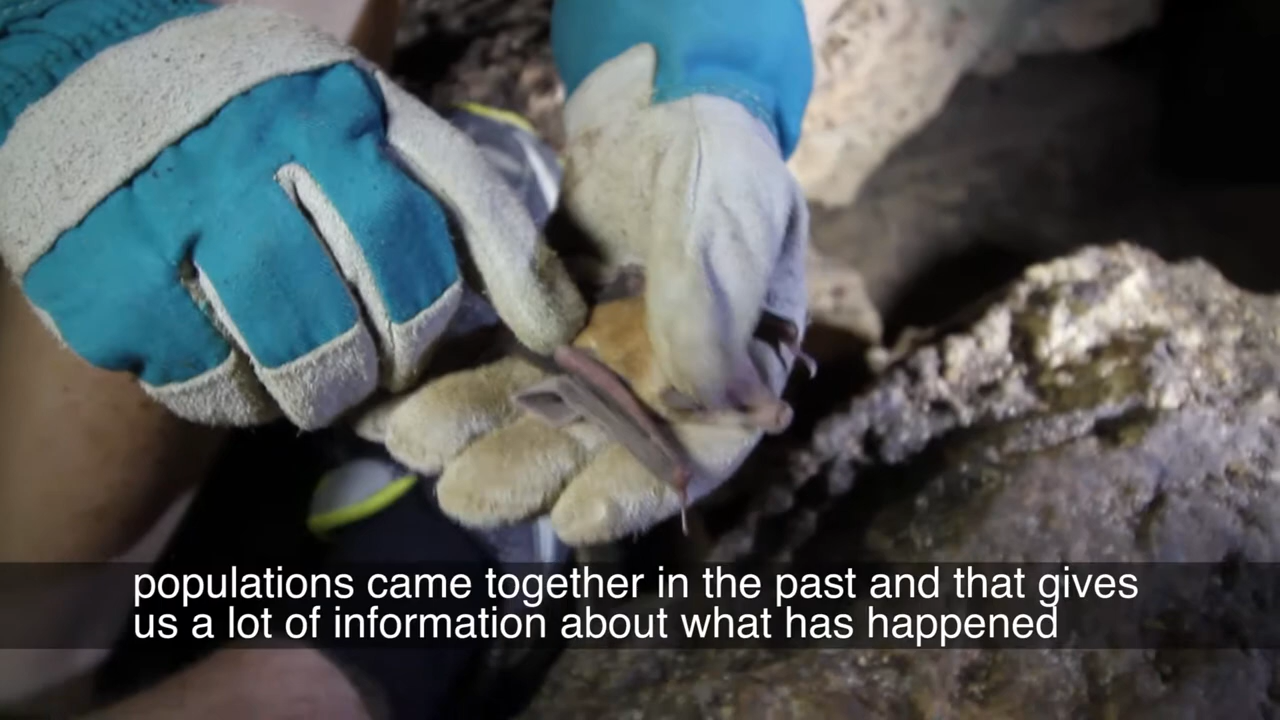 populations came together in the past and that gives
us a lot of information about what has happened